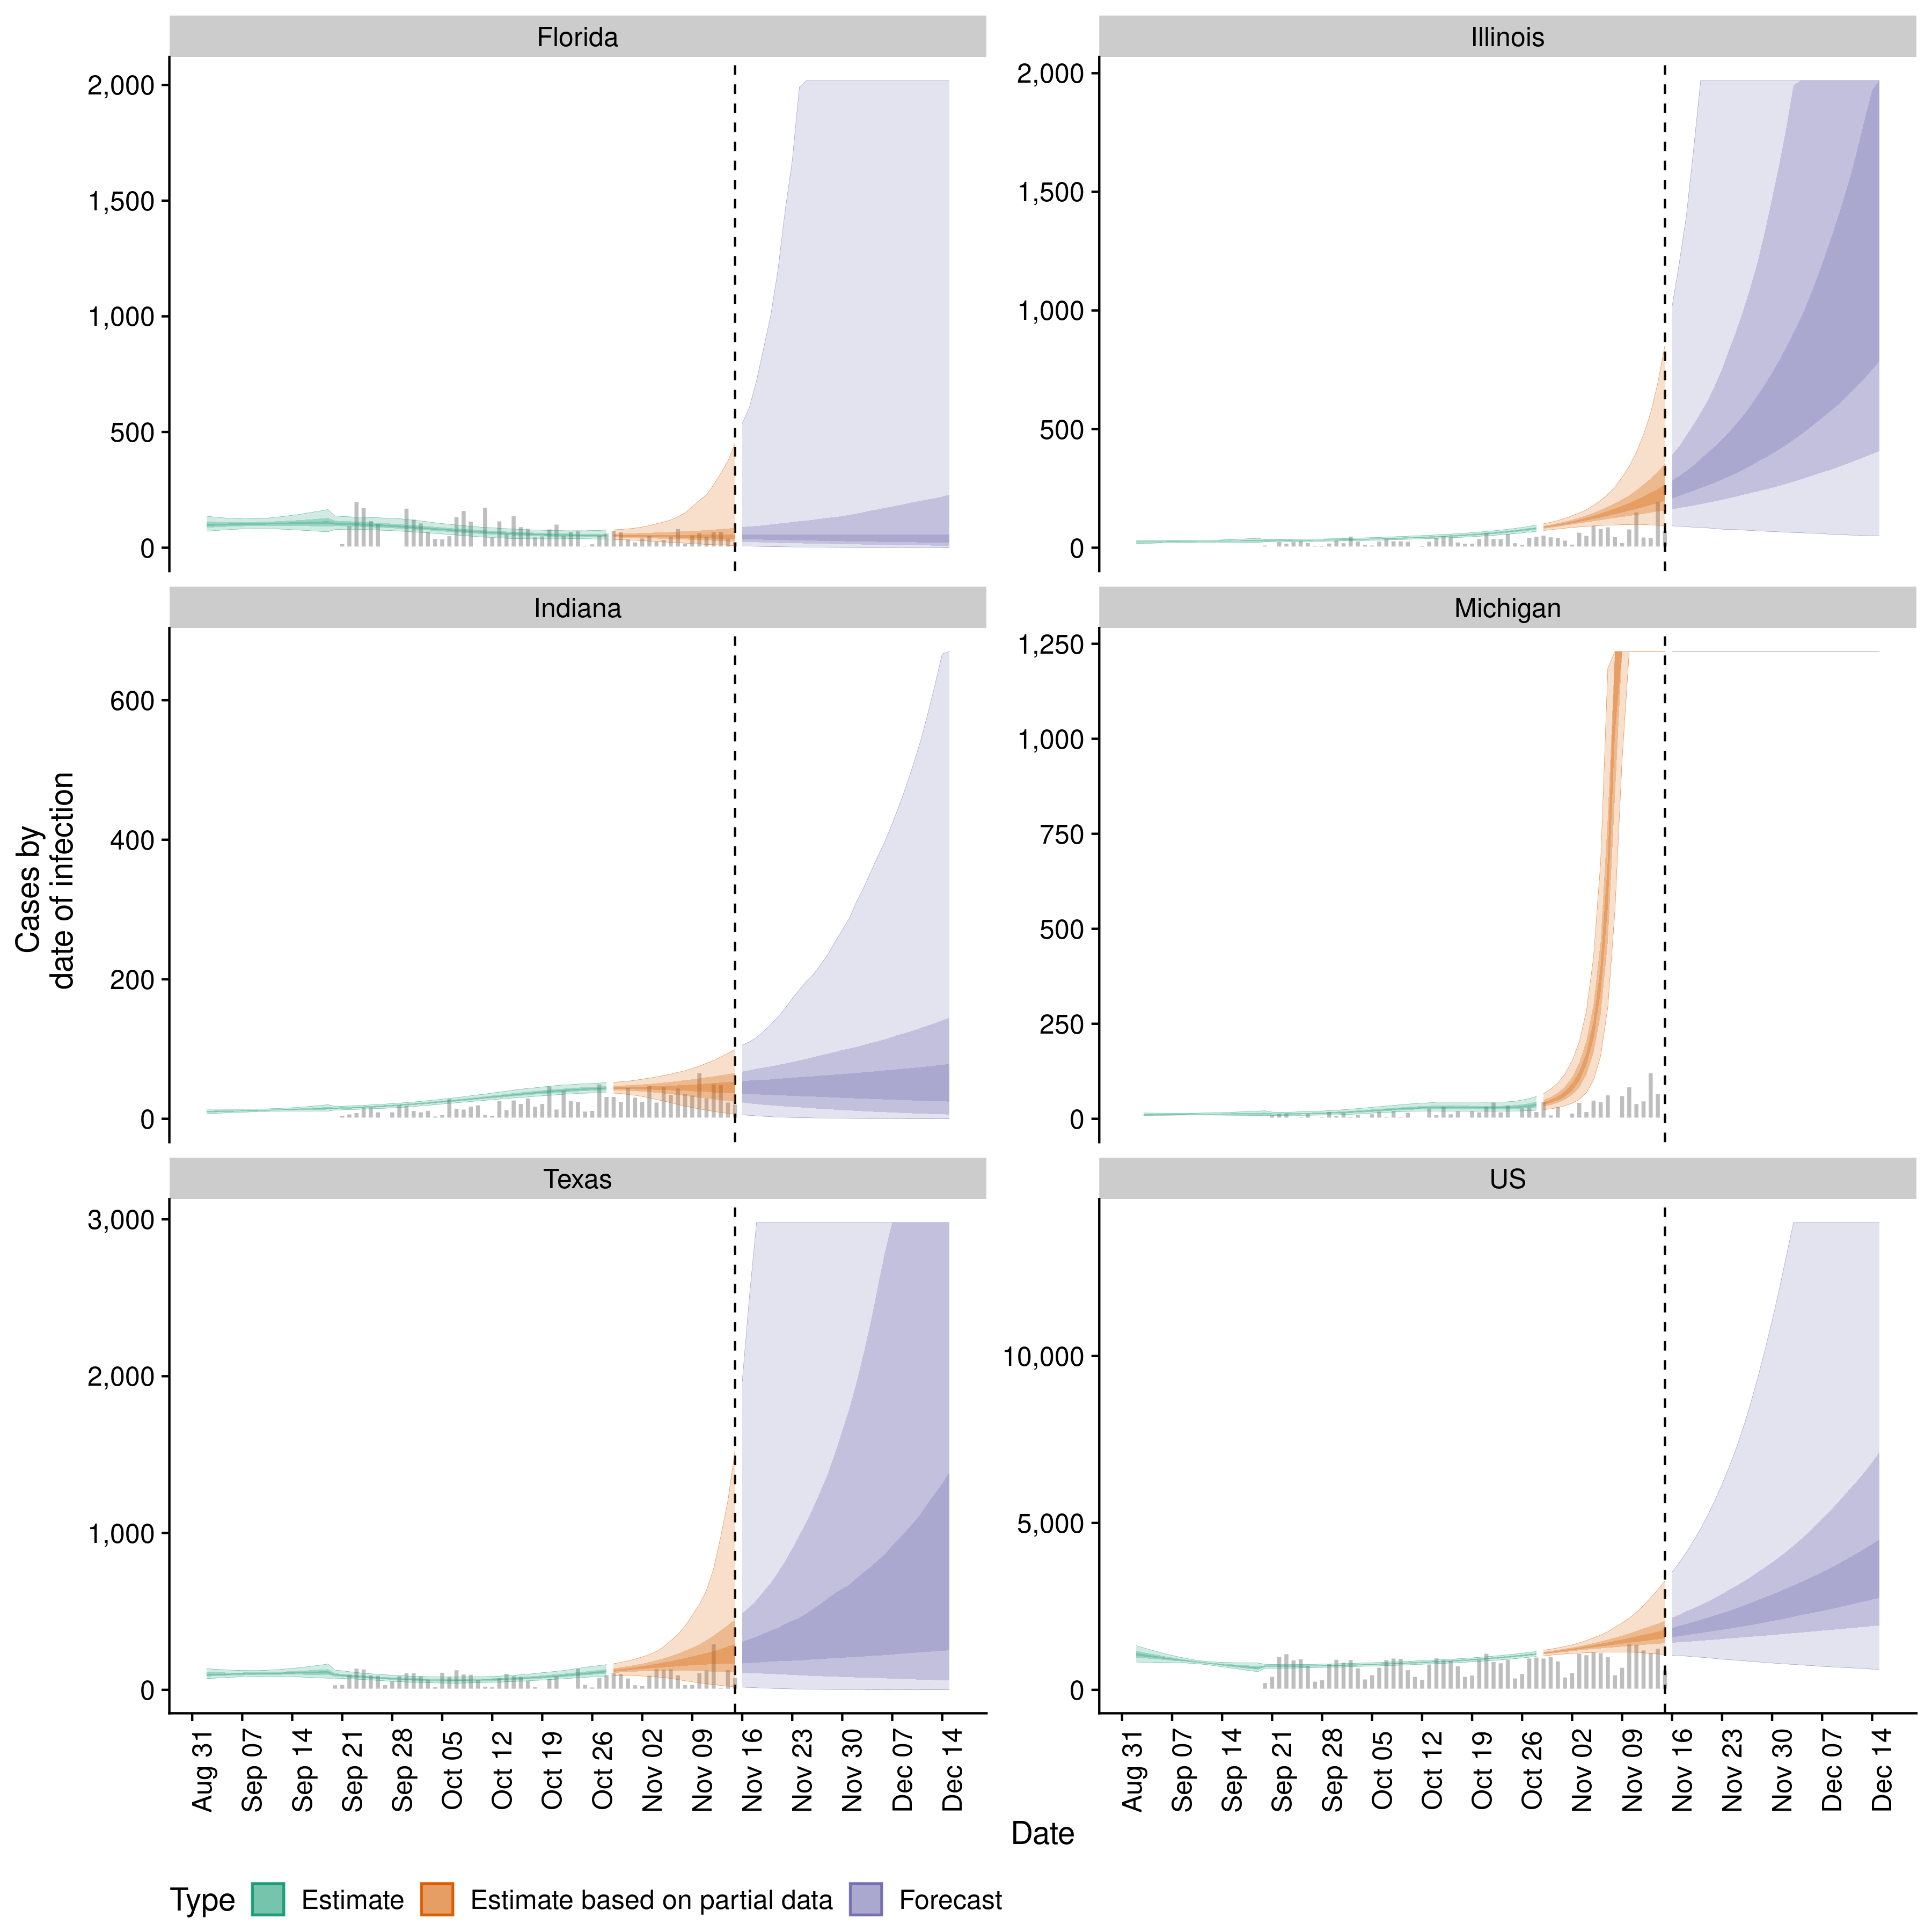 Florida
Illinois
2,000
1,500
1,000
500
0
2,000
1,500
1,000
500
0
Indiana
Michigan
600
400
200
0
1,250
1,000
750
500
250
0
Cases by
date of infection
Texas
US
3,000
2,000
1,000
0
10,000
5,000
0
Aug 31
Sep 07
Sep 14
Sep 21
Sep 28
Oct 05
Oct 12
Oct 19
Oct 26
Nov 02
Nov 09
Nov 16
Nov 23
Nov 30
Dec 07
Dec 14
Aug 31
Sep 07
Sep 14
Sep 21
Sep 28
Oct 05
Oct 12
Oct 19
Oct 26
Nov 02
Nov 09
Nov 16
Nov 23
Nov 30
Dec 07
Dec 14
Date
Type Estimate Estimate based on partial data Forecast